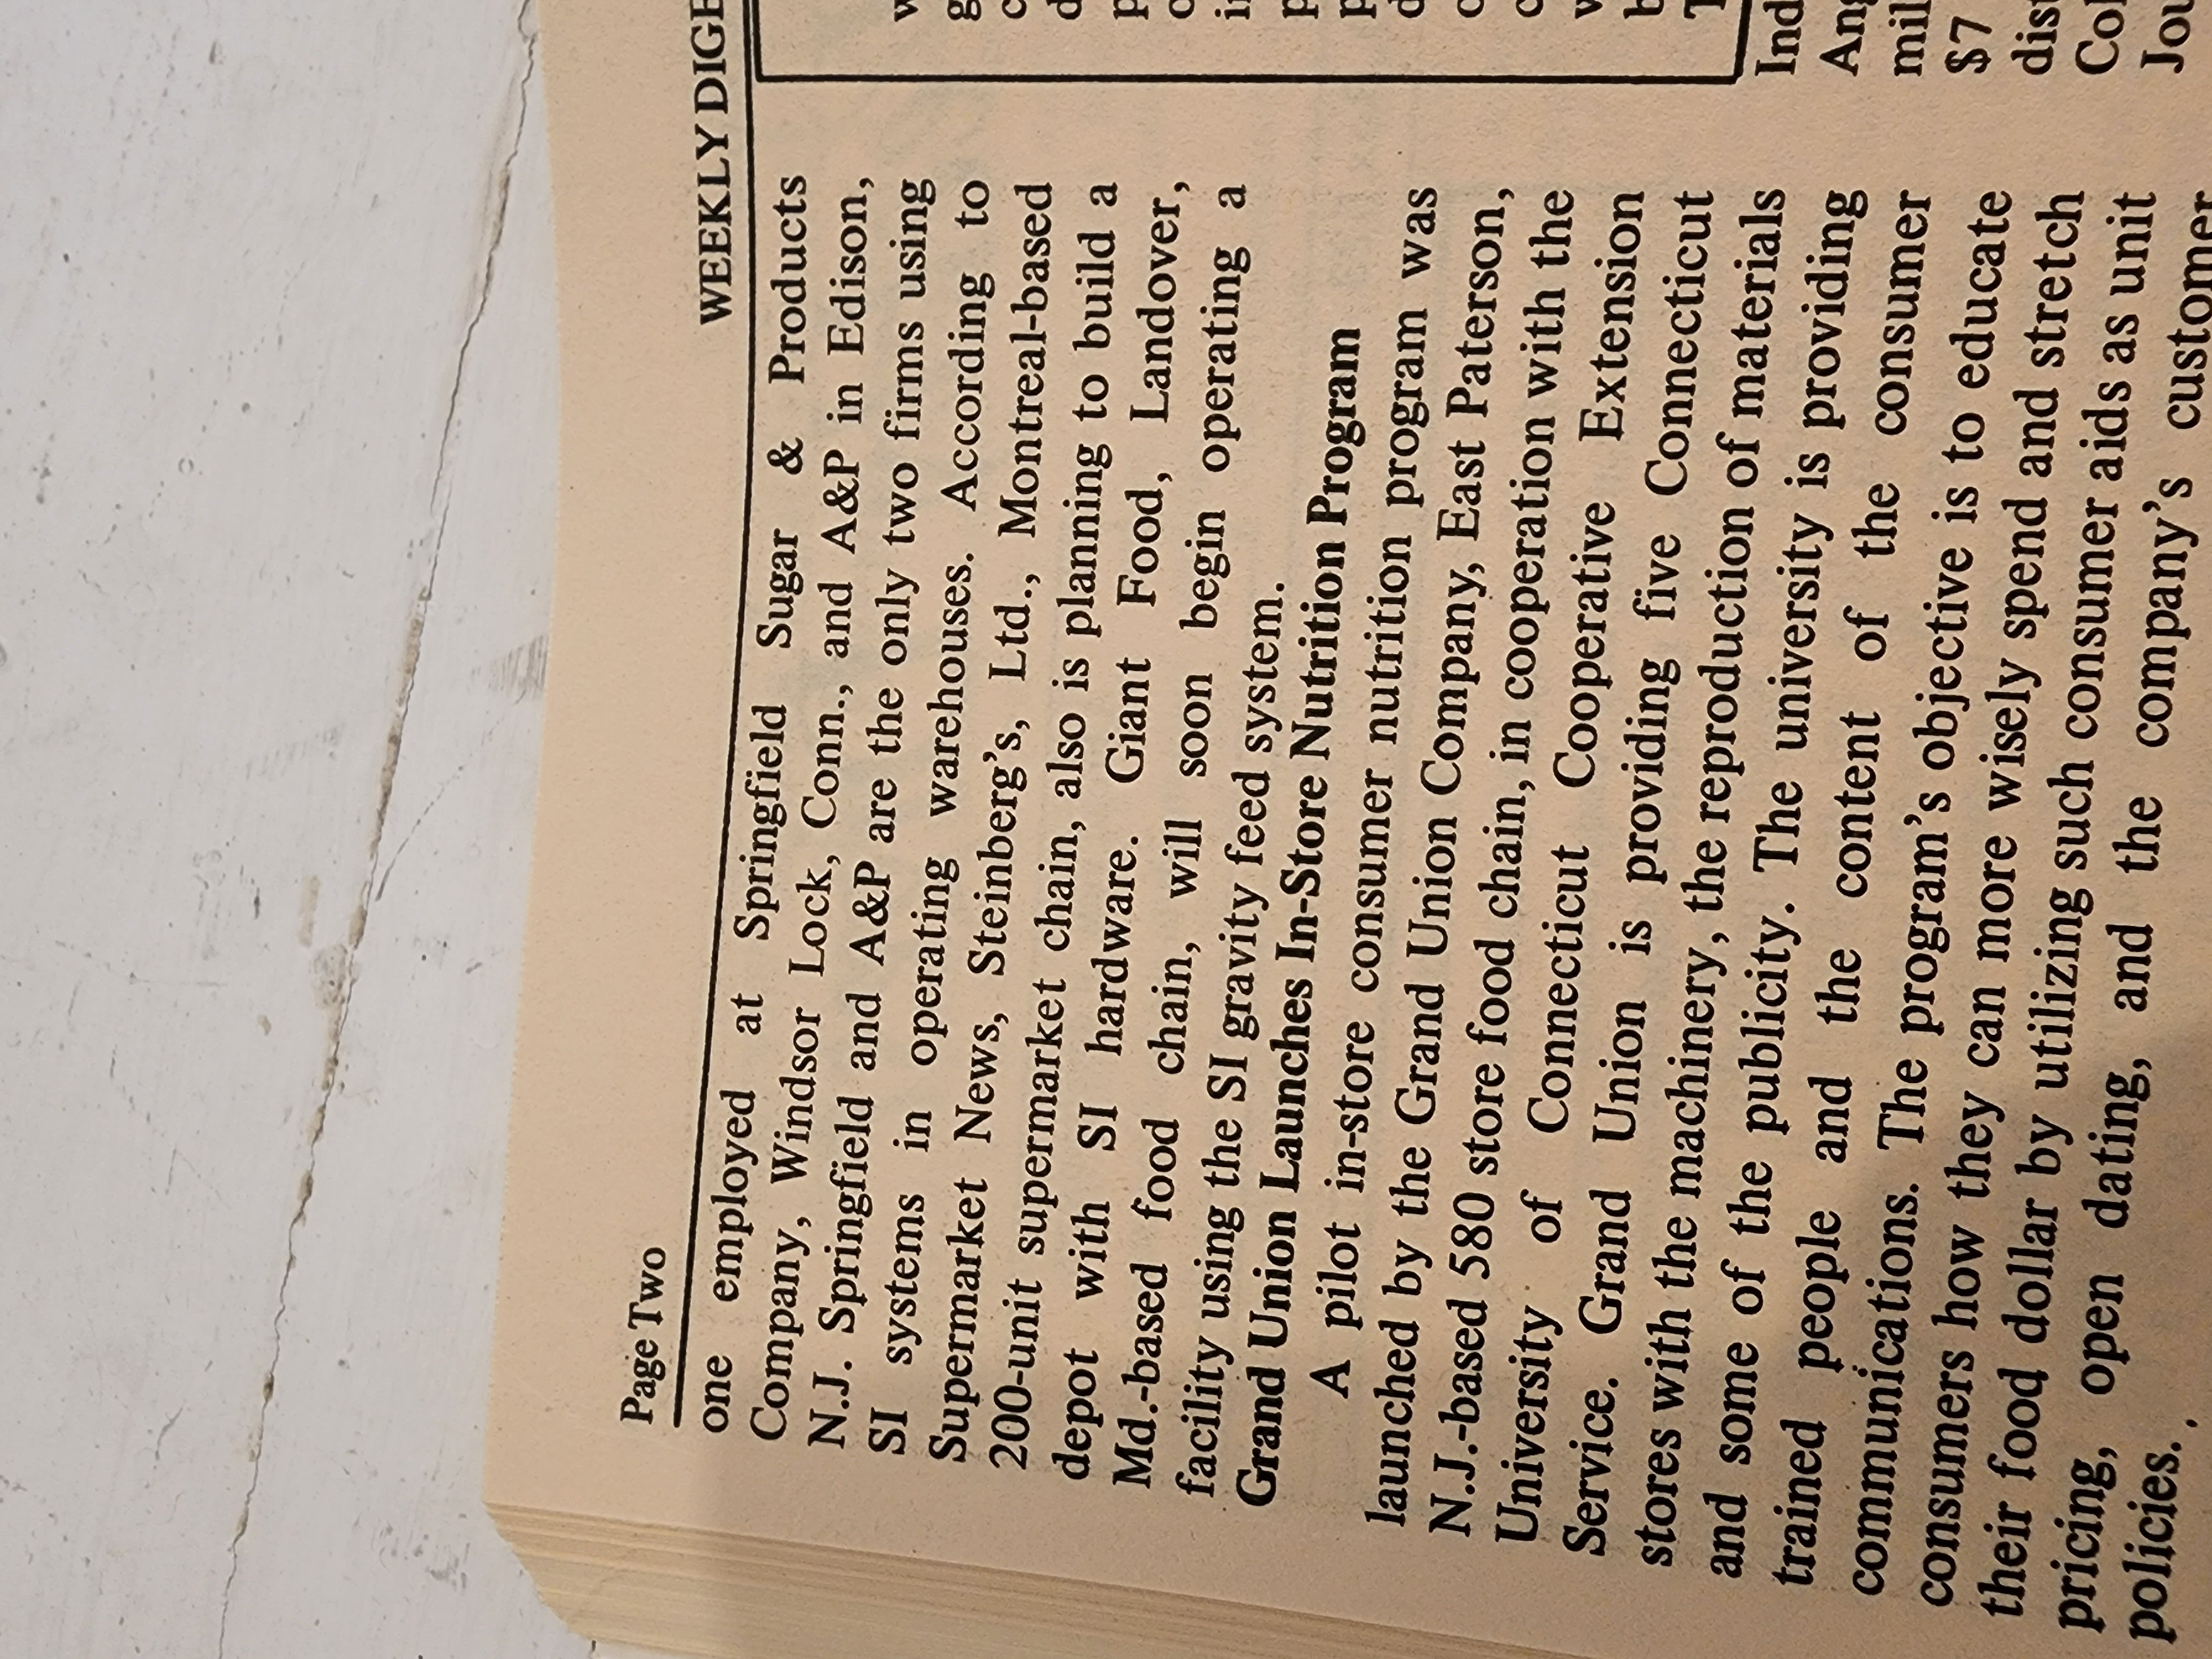 Page Two
WEEKLY DIGE
one employed at Springfield Sugar & Products
Company, Windsor Lock, Conn., and A&P in Edison,
N.J. Springfield and A&P are the only two firms using
SI systems in operating warehouses. According to
Supermarket News, Steinberg's, Ltd., Montreal-based
200-unit supermarket chain, also is planning to build a
depot with SI hardware. Giant Food, Landover,
Md.-based food chain, will soon begin operating a
facility using the SI gravity feed system.
Grand Union Launches In-Store Nutrition Program
A pilot in-store consumer nutrition program was
launched by the Grand Union Company, East Paterson,
N.J.-based 580 store food chain, in cooperation with the
University of Connecticut Cooperative Extension
Service. Grand Union is providing five Connecticut
stores with the machinery, the reproduction of materials
and some of the publicity. The university is providing
trained people and the content of the consumer
communications. The program's objective is to educate
consumers how they can more wisely spend and stretch
their food dollar by utilizing such consumer aids as unit
pricing, open dating, and the company's customer
policies.
Ind
Ang
mil
$7
dist
Col
Jou